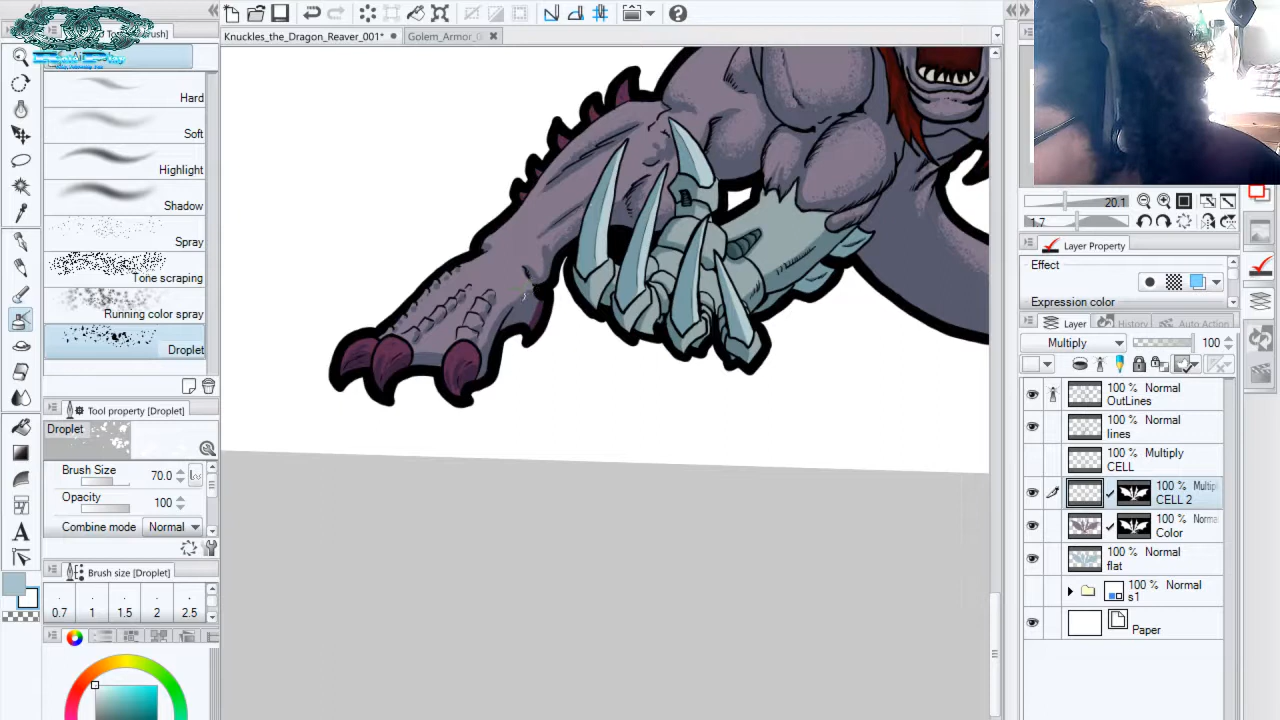 Knuckles_the_Dragon_Reaver_001*
Golem_Armor_0
Hard
Soft
Highlight
Shadow
Spray
Tone scraping
Running color spray
Droplet
Tool property [Droplet]
Droplet
Brush Size 70.0
Opacity 100
Combine mode Normal
Brush size [Droplet]
0.7 1 1.5 2 2.5
20.1
1.7
Layer Property
Effect
Expression color
Layer History Auto Action
Multiply 100
100 % Normal
OutLines
100 % Normal
lines
100 % Multiply
CELL
100 % Multip
CELL 2
100 % Norma
Color
100 % Normal
flat
100 % Normal
s1
Paper